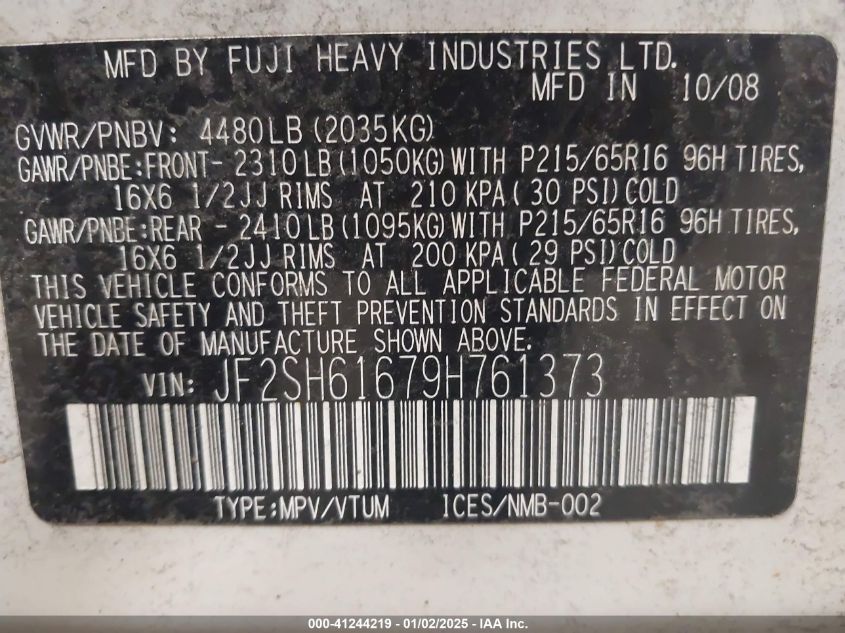 MFD BY FUJI HEAVY INDUSTRIES LTD.
MFD IN 10/08
GVWR/PNBV: 4480LB(2035KG)
GAWR/PNBE:FRONT- 2310LB(1050KG)WITH P215/65R16 96H TIRES,
16X6 1/2JJ RIMS AT 210 KPA( 30 PSI)COLD
GAWR/PNBE:REAR - 2410LB(1095KG)WITH P215/65R16 96H TIRES,
16X6 1/2JJ RIMS AT 200 KPA( 29 PSI)COLD
THIS VEHICLE CONFORMS TO ALL APPLICABLE FEDERAL MOTOR
VEHICLE SAFETY AND THEFT PREVENTION STANDARDS IN EFFECT ON
THE DATE OF MANUFACTURE SHOWN ABOVE.
VIN: JF2SH61679H761373
TYPE:MPV/VTUM ICES/NMB-002
000-41244219 - 01/02/2025 - IAA Inc.